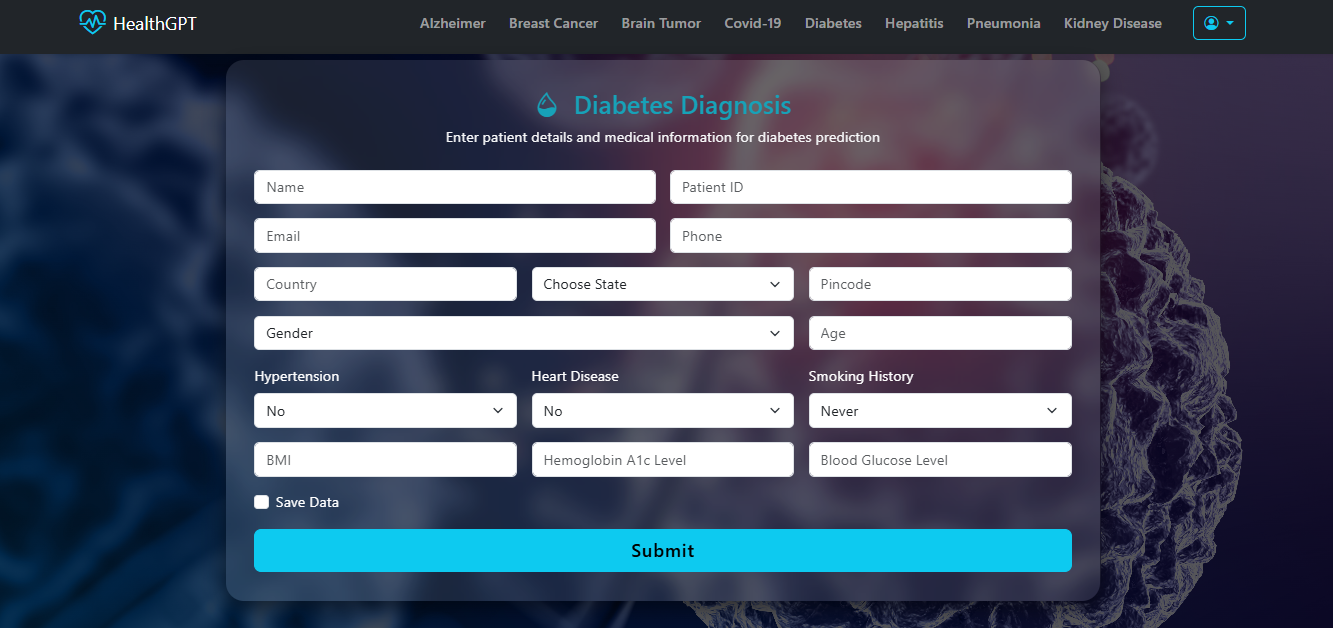 HealthGPT Alzheimer Breast Cancer Brain Tumor Covid-19 Diabetes Hepatitis Pneumonia Kidney Disease
Diabetes Diagnosis
Enter patient details and medical information for diabetes prediction
Name Patient ID
Email Phone
Country Choose State Pincode
Gender Age
Hypertension Heart Disease Smoking History
No No Never
BMI Hemoglobin A1c Level Blood Glucose Level
Save Data
Submit